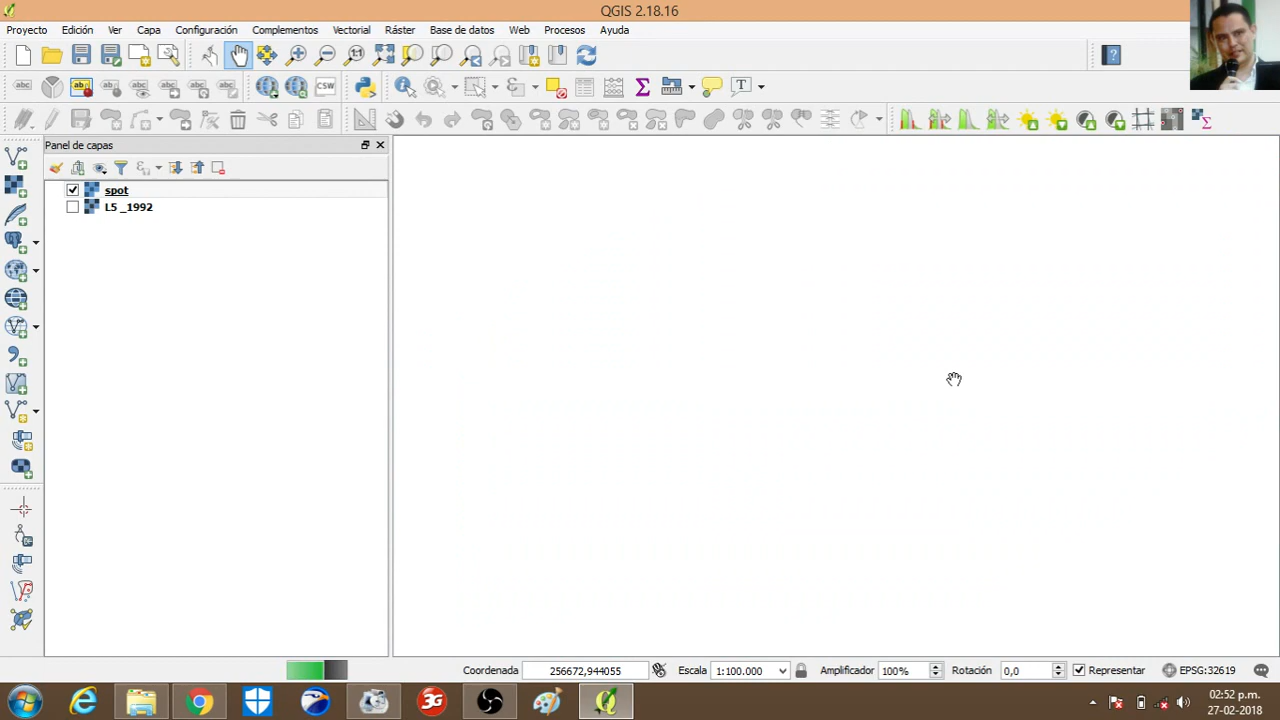 QGIS 2.18.16
Proyecto Edición Ver Capa Configuración Complementos Vectorial Ráster Base de datos Web Procesos Ayuda
Panel de capas
spot
L5 _1992
Coordenada 256672,944055 Escala 1:100.000 Amplificador 100% Rotación 0,0 Representar EPSG:32619
02:52 p.m.
27-02-2018